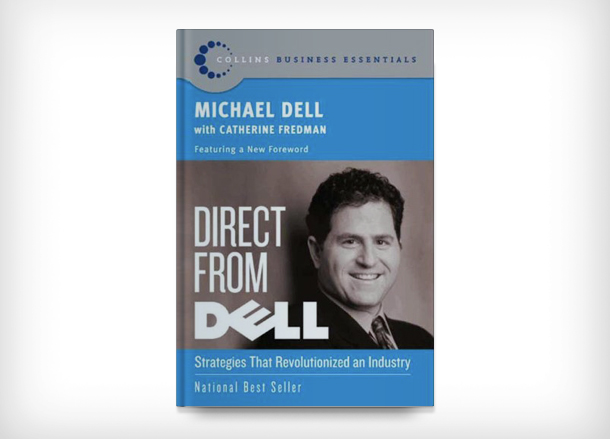 COLLINS BUSINESS ESSENTIALS
MICHAEL DELL
with CATHERINE FREDMAN
Featuring a New Foreword
DIRECT
FROM
DELL
Strategies That Revolutionized an Industry
National Best Seller